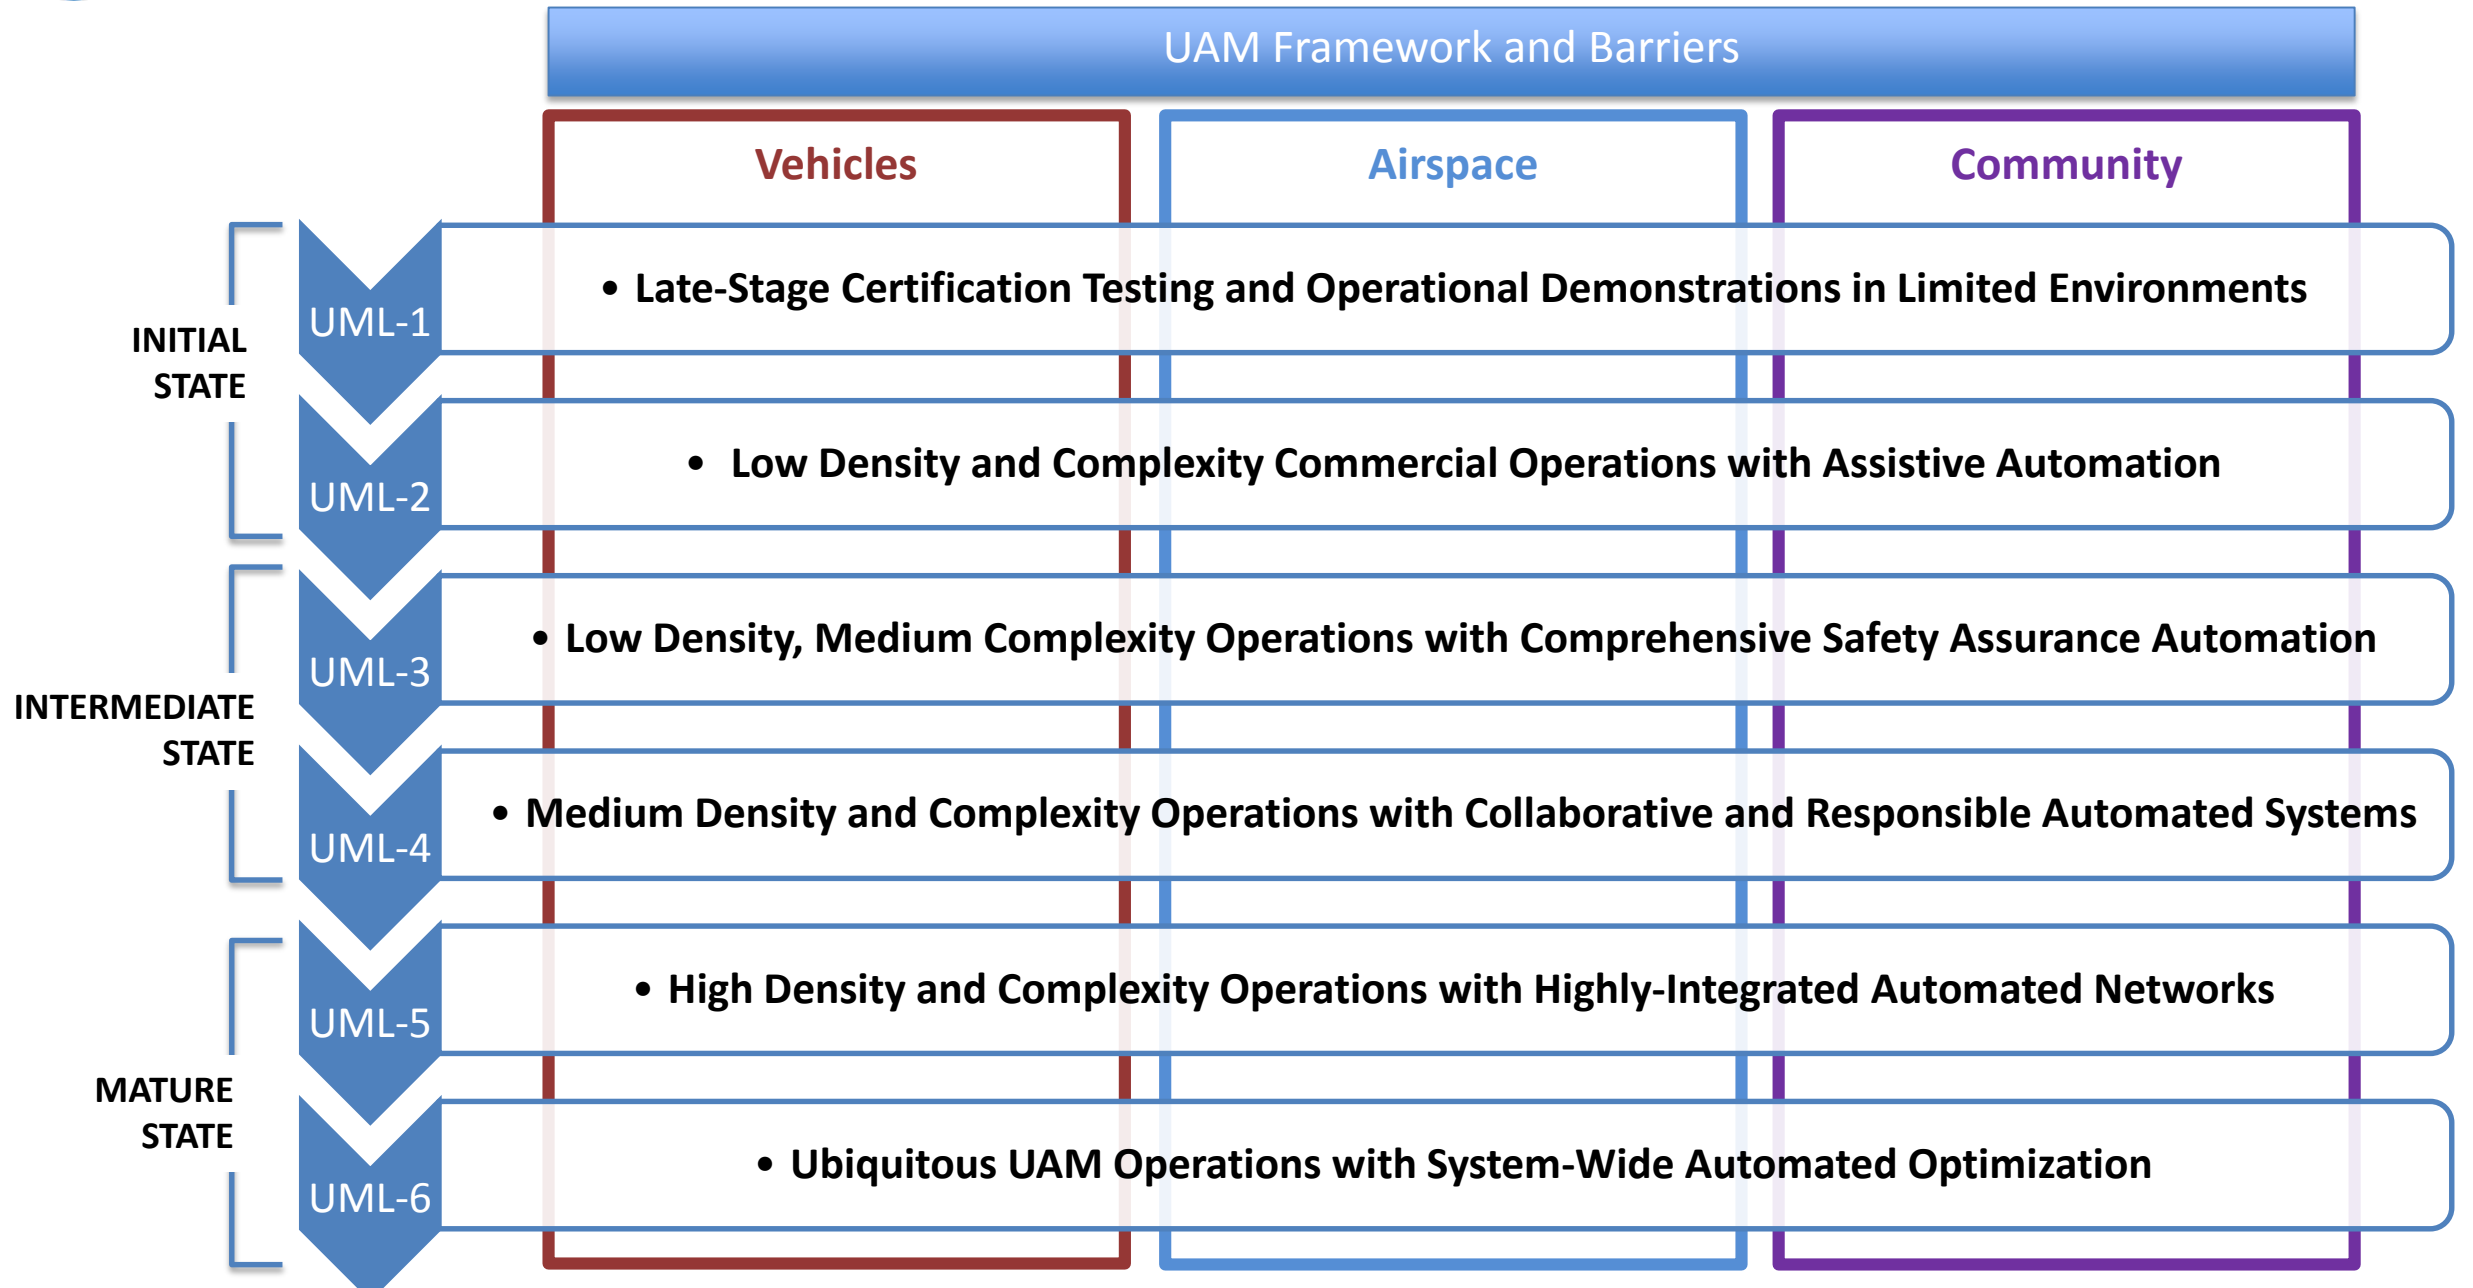 UAM Framework and Barriers
Vehicles
Airspace
Community
INITIAL
STATE
UML-1
• Late-Stage Certification Testing and Operational Demonstrations in Limited Environments
UML-2
• Low Density and Complexity Commercial Operations with Assistive Automation
INTERMEDIATE
STATE
UML-3
• Low Density, Medium Complexity Operations with Comprehensive Safety Assurance Automation
UML-4
• Medium Density and Complexity Operations with Collaborative and Responsible Automated Systems
MATURE
STATE
UML-5
• High Density and Complexity Operations with Highly-Integrated Automated Networks
UML-6
• Ubiquitous UAM Operations with System-Wide Automated Optimization